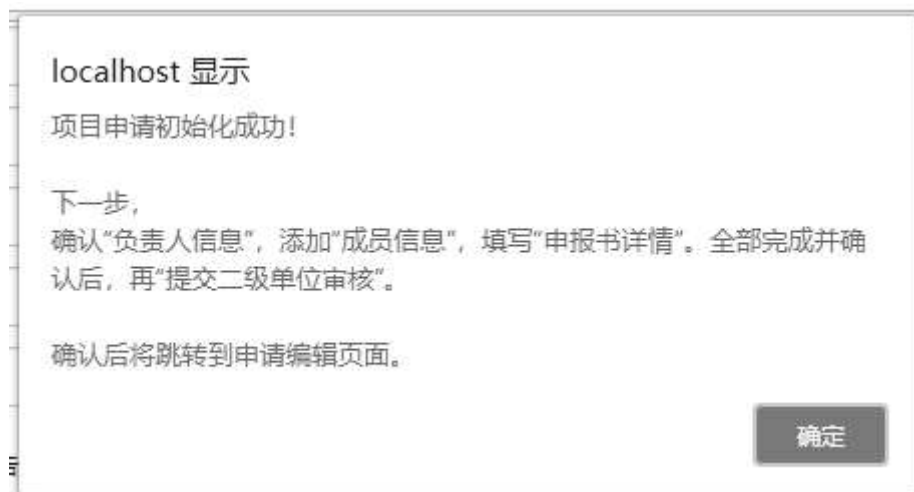 localhost 显示
项目申请初始化成功!
下一步,
确认“负责人信息”, 添加“成员信息”, 填写“申报书详情”。全部完成并确
认后, 再“提交二级单位审核”。
确认后将跳转到申请编辑页面。
确定